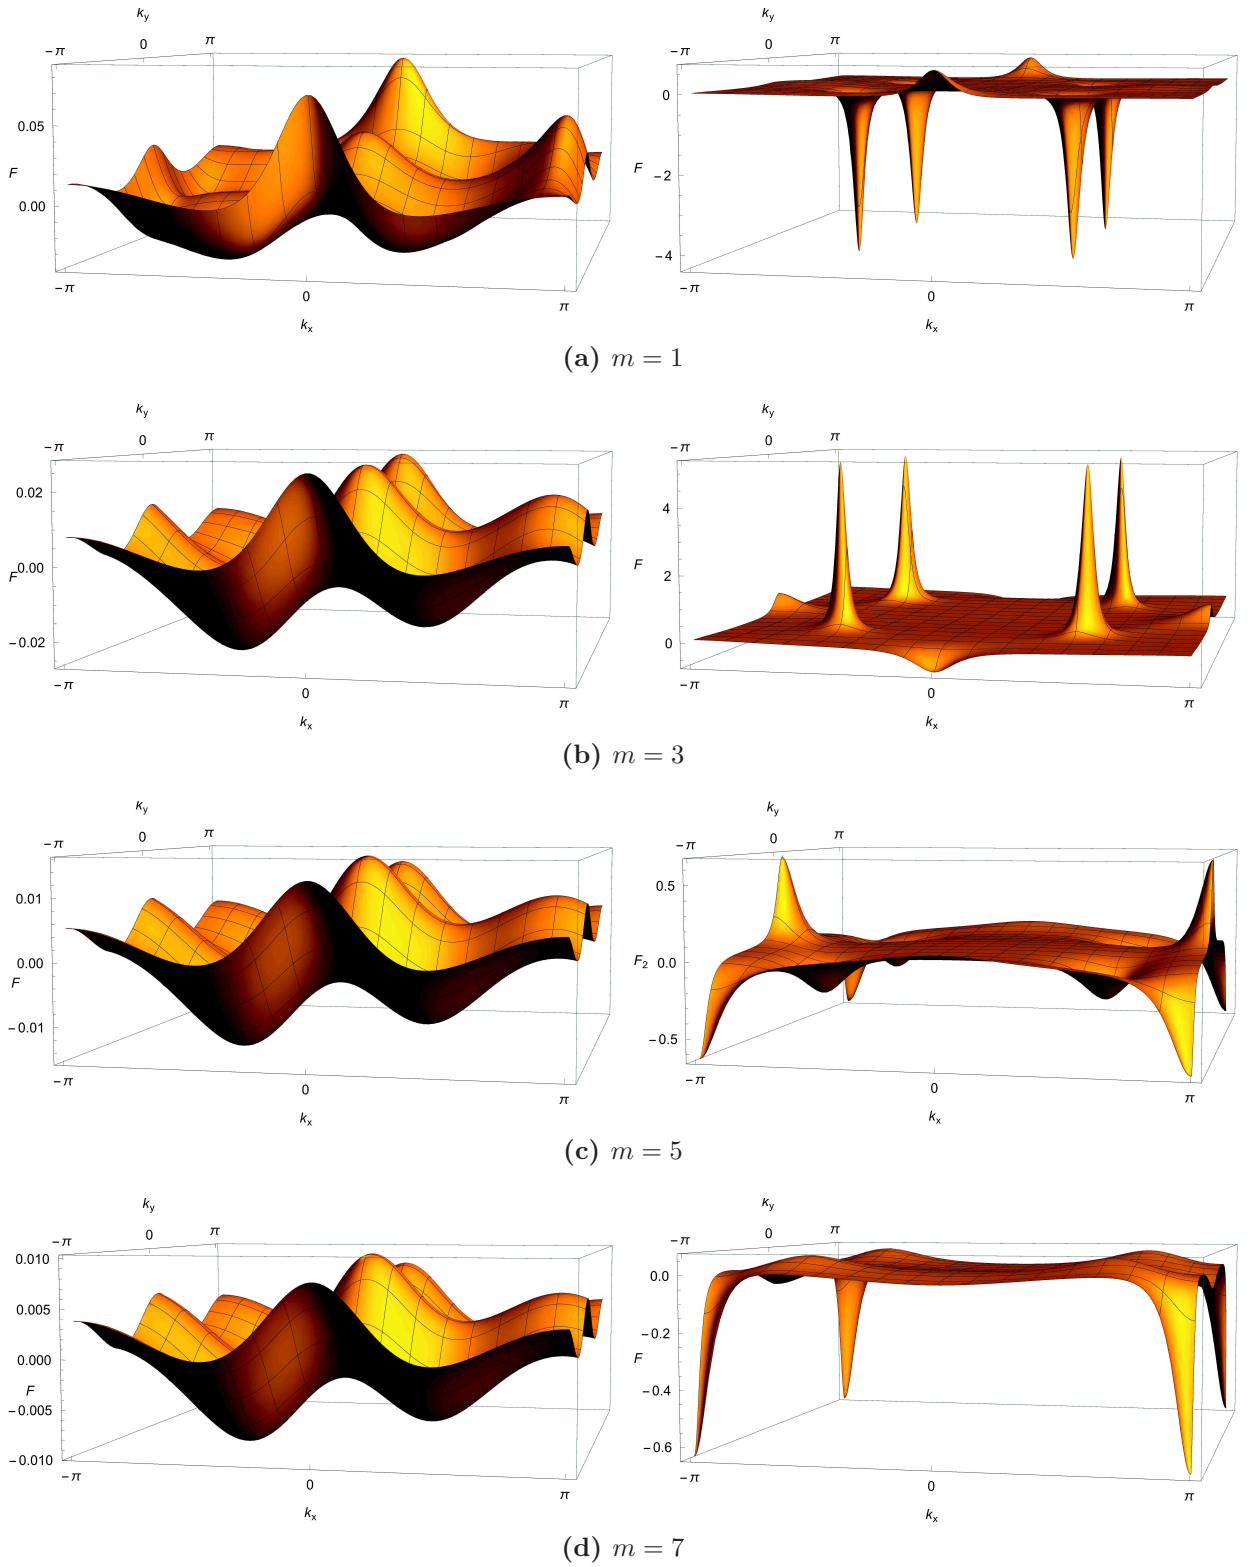 k_y k_y
−π 0 π −π 0 π
0.05 0
F F −2
0.00 −4
−π 0 π −π 0 π
k_x k_x
(a) m = 1
k_y k_y
−π 0 π −π 0 π
0.02 4
F 0.00 F 2
−0.02 0
−π 0 π −π 0 π
k_x k_x
(b) m = 3
k_y k_y
−π 0 π −π 0 π
0.01 0.5
0.00 F_2 0.0
F
−0.01 −0.5
−π 0 π −π 0 π
k_x k_x
(c) m = 5
k_y k_y
−π 0 π −π 0 π
0.010 0.0
0.005 −0.2
0.000 F
F −0.4
−0.005
−0.010 −0.6
−π 0 π −π 0 π
k_x k_x
(d) m = 7